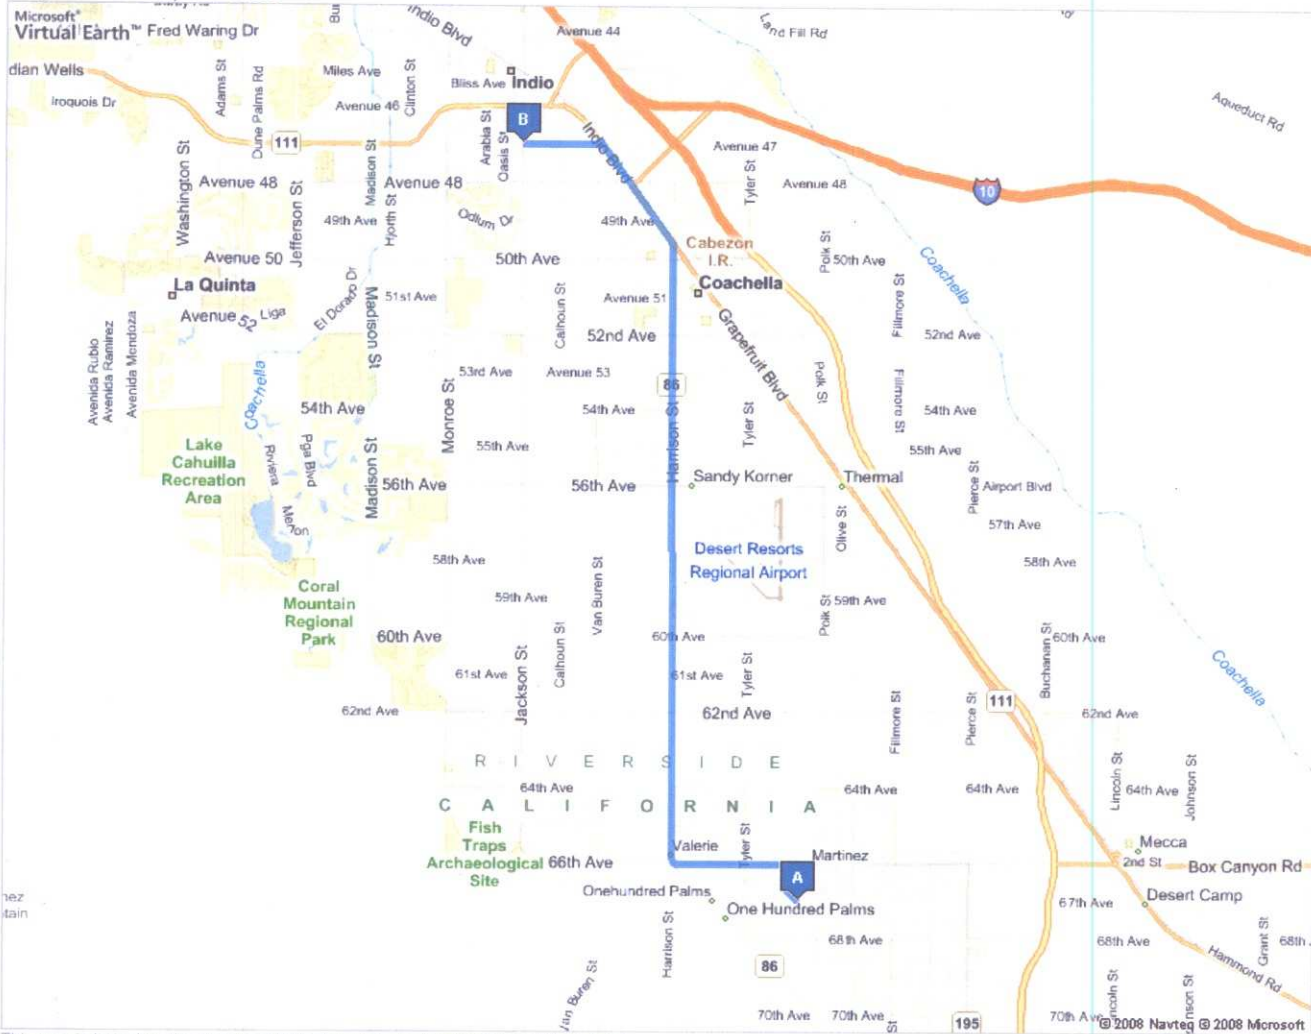 Microsoft®
Virtual Earth™
Fred Waring Dr
Indio Blvd
Avenue 44
Land Fill Rd
dian Wells
Iroquois Dr
Adams St
Dune Palms Rd
Miles Ave
Clinton St
Bliss Ave
Indio
Avenue 46
Aqueduct Rd
111
B
Arabia St
Oasis St
Indio Blvd
Avenue 47
Washington St
Avenue 48
Jefferson St
Madison St
Avenue 48
Hjorth St
Tyler St
Avenue 48
10
49th Ave
Odlum Dr
49th Ave
Cabezon
I.R.
Polk St
50th Ave
Coachella
Avenue 50
50th Ave
La Quinta
El Dorado Dr
51st Ave
Calhoun St
Avenue 51
Coachella
Fillmore St
Avenue 52
Liga
Madison St
52nd Ave
Grapefruit Blvd
52nd Ave
Avenida Rubio
Avenida Ramirez
Avenida Mendoza
Coachella
53rd Ave
Avenue 53
86
Polk St
Fillmore St
54th Ave
Monroe St
54th Ave
Harrison St
Tyler St
54th Ave
Lake
Cahuilla
Recreation
Area
Riviera
Pga Blvd
Madison St
55th Ave
55th Ave
56th Ave
56th Ave
Sandy Korner
Thermal
Pierce St
Airport Blvd
Olive St
57th Ave
Desert Resorts
Regional Airport
58th Ave
Van Buren St
58th Ave
Coral
Mountain
Regional
Park
59th Ave
Polk St
59th Ave
60th Ave
Calhoun St
60th Ave
Buchanan St
60th Ave
Coachella
Jackson St
61st Ave
61st Ave
Tyler St
62nd Ave
62nd Ave
Fillmore St
Pierce St
111
62nd Ave
RIVERSIDE
64th Ave
64th Ave
64th Ave
Lincoln St
64th Ave
Johnson St
CALIFORNIA
Fish
Traps
Archaeological
Site
66th Ave
Valerie
Tyler St
Martinez
Mecca
2nd St
Box Canyon Rd
A
Onehundred Palms
One Hundred Palms
67th Ave
Desert Camp
nez
tain
Harrison St
68th Ave
68th Ave
Grant St
68th
Hammond Rd
86
70th Ave
70th Ave
195
70th Ave
© 2008 Navteq © 2008 Microsoft